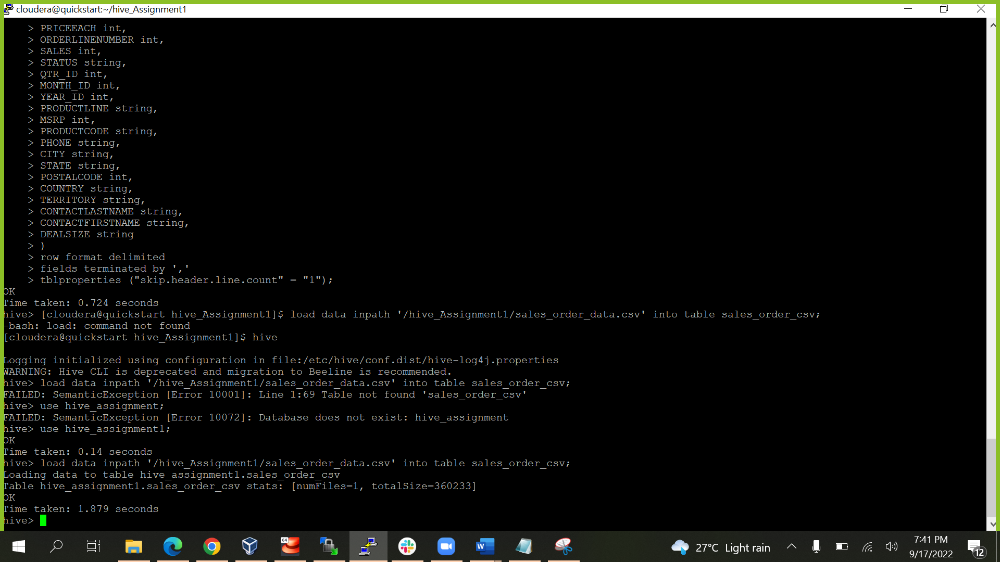 cloudera@quickstart:~/hive_Assignment1
> PRICEEACH int,
> ORDERLINENUMBER int,
> SALES int,
> STATUS string,
> QTR_ID int,
> MONTH_ID int,
> YEAR_ID int,
> PRODUCTLINE string,
> MSRP int,
> PRODUCTCODE string,
> PHONE string,
> CITY string,
> STATE string,
> POSTALCODE int,
> COUNTRY string,
> TERRITORY string,
> CONTACTLASTNAME string,
> CONTACTFIRSTNAME string,
> DEALSIZE string
> )
> row format delimited
> fields terminated by ','
> tblproperties ("skip.header.line.count" = "1");
OK
Time taken: 0.724 seconds
hive> [cloudera@quickstart hive_Assignment1]$ load data inpath '/hive_Assignment1/sales_order_data.csv' into table sales_order_csv;
-bash: load: command not found
[cloudera@quickstart hive_Assignment1]$ hive
Logging initialized using configuration in file:/etc/hive/conf.dist/hive-log4j.properties
WARNING: Hive CLI is deprecated and migration to Beeline is recommended.
hive> load data inpath '/hive_Assignment1/sales_order_data.csv' into table sales_order_csv;
FAILED: SemanticException [Error 10001]: Line 1:69 Table not found 'sales_order_csv'
hive> use hive_assignment;
FAILED: SemanticException [Error 10072]: Database does not exist: hive_assignment
hive> use hive_assignment1;
OK
Time taken: 0.14 seconds
hive> load data inpath '/hive_Assignment1/sales_order_data.csv' into table sales_order_csv;
Loading data to table hive_assignment1.sales_order_csv
Table hive_assignment1.sales_order_csv stats: [numFiles=1, totalSize=360233]
OK
Time taken: 1.879 seconds
hive>
64
W
27°C Light rain
7:41 PM
9/17/2022
12